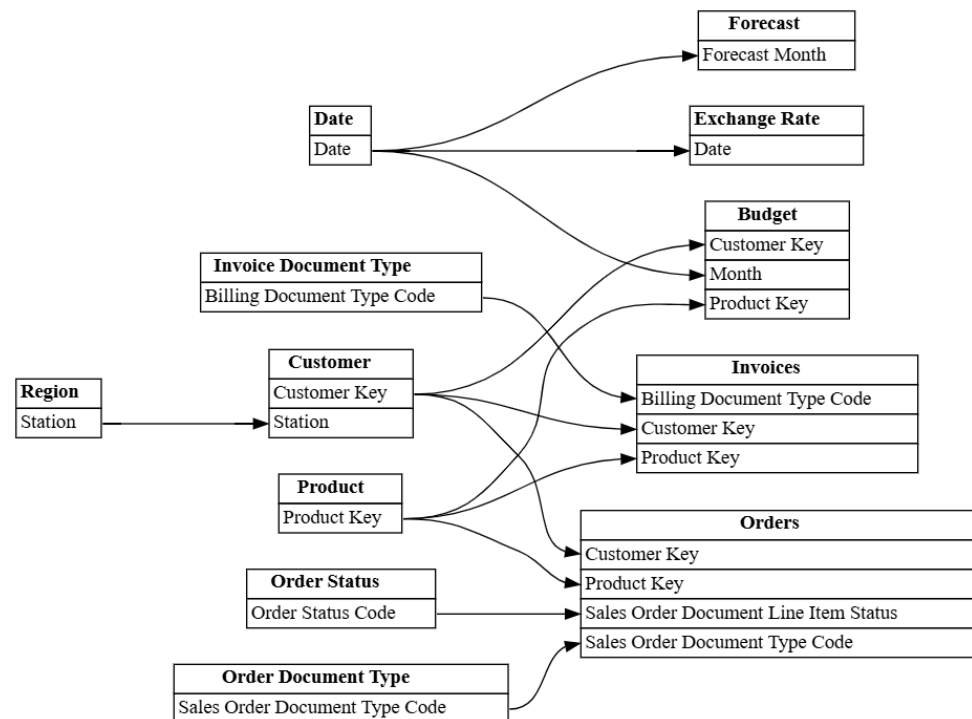 Forecast
Forecast Month
Date
Date
Exchange Rate
Date
Budget
Customer Key
Month
Product Key
Invoice Document Type
Billing Document Type Code
Region
Station
Customer
Customer Key
Station
Invoices
Billing Document Type Code
Customer Key
Product Key
Product
Product Key
Orders
Customer Key
Product Key
Sales Order Document Line Item Status
Sales Order Document Type Code
Order Status
Order Status Code
Order Document Type
Sales Order Document Type Code